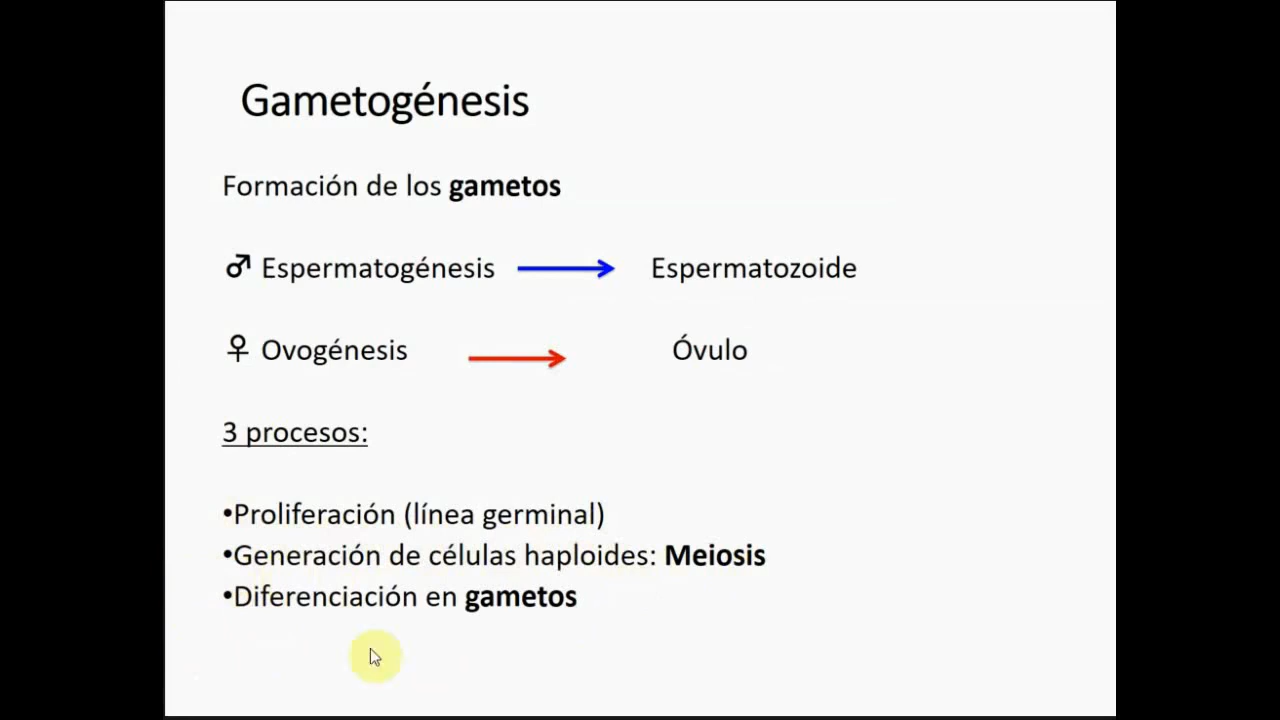 Gametogénesis
Formación de los gametos
♂ Espermatogénesis → Espermatozoide
♀ Ovogénesis → Óvulo
3 procesos:
•Proliferación (línea germinal)
•Generación de células haploides: Meiosis
•Diferenciación en gametos